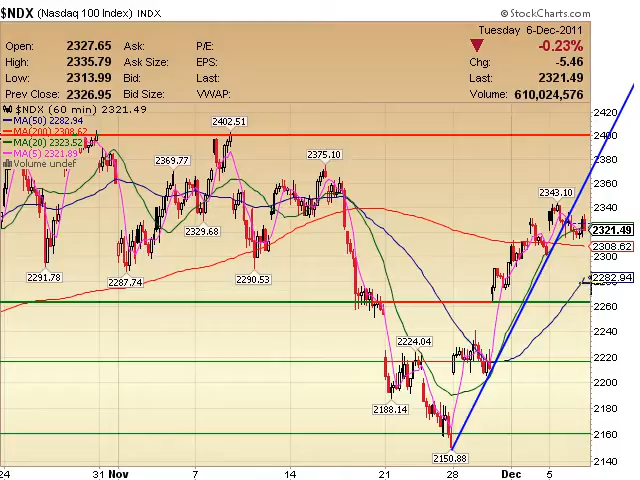 $NDX (Nasdaq 100 Index) INDX
© StockCharts.com
Tuesday 6-Dec-2011
Open: 2327.65 Ask: P/E: -0.23%
High: 2335.79 Ask Size: EPS: Chg: -5.46
Low: 2313.99 Bid: Last: Last: 2321.49
Prev Close: 2326.95 Bid Size: VWAP: Volume: 610,024,576
$NDX (60 min) 2321.49
MA(50) 2282.94
MA(200) 2308.62
MA(20) 2323.52
MA(5) 2321.89
Volume undef
2402.51
2375.10
2369.77
2343.10
2329.68
2291.78
2287.74
2290.53
2224.04
2188.14
2150.88
2420
2400
2380
2360
2340
2321.49
2308.62
2300
2282.94
2260
2240
2220
2200
2180
2160
2140
24 31 Nov 7 14 21 28 Dec 5